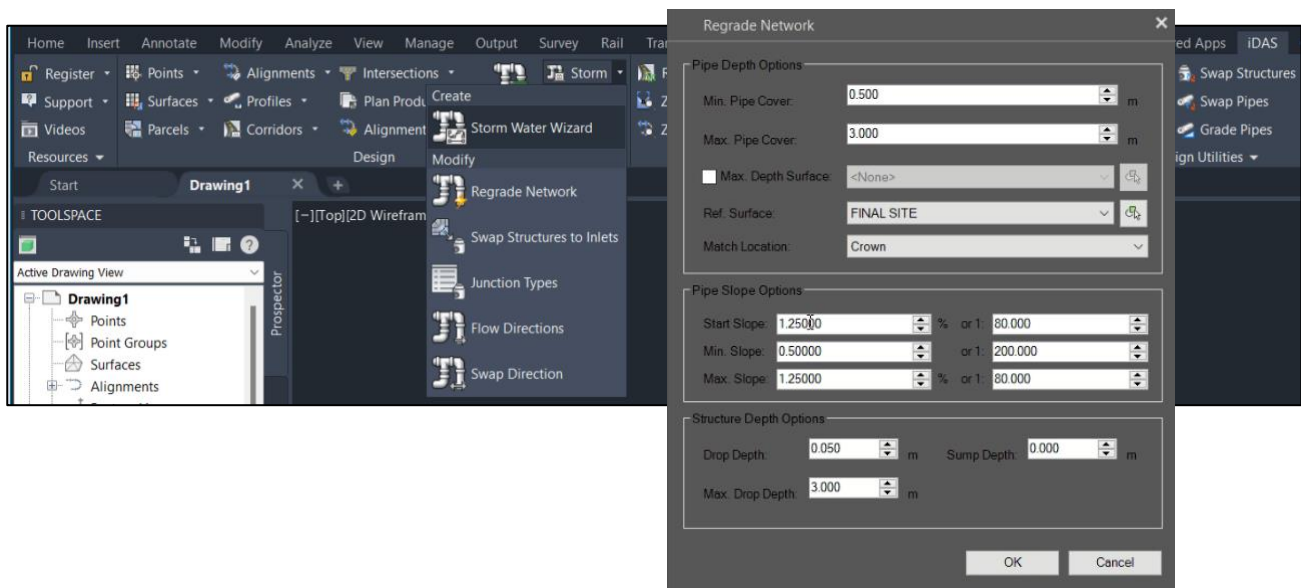 Home Insert Annotate Modify Analyze View Manage Output Survey Rail Tra
Register Points Alignments Intersections Storm
Support Surfaces Profiles Plan Produ
Videos Parcels Corridors Alignment
Resources Design
Start Drawing1 × +
TOOLSPACE
[−][Top][2D Wirefram
Active Drawing View
Drawing1
Points
Point Groups
Surfaces
Alignments
Prospector
Create
Storm Water Wizard
Modify
Regrade Network
Swap Structures to Inlets
Junction Types
Flow Directions
Swap Direction
Regrade Network ×
Pipe Depth Options
Min. Pipe Cover: 0.500 m
Max. Pipe Cover: 3.000 m
Max. Depth Surface: <None>
Ref. Surface: FINAL SITE
Match Location: Crown
Pipe Slope Options
Start Slope: 1.25000 % or 1: 80.000
Min. Slope: 0.50000 or 1: 200.000
Max. Slope: 1.25000 % or 1: 80.000
Structure Depth Options
Drop Depth: 0.050 m Sump Depth: 0.000 m
Max. Drop Depth: 3.000 m
OK Cancel
ed Apps iDAS
Swap Structures
Swap Pipes
Grade Pipes
ign Utilities